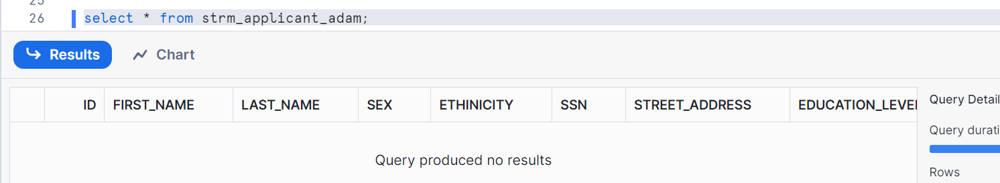 25
26 select * from strm_applicant_adam;
Results Chart
ID FIRST_NAME LAST_NAME SEX ETHINICITY SSN STREET_ADDRESS EDUCATION_LEVE
Query Detail
Query durati
Query produced no results
Rows